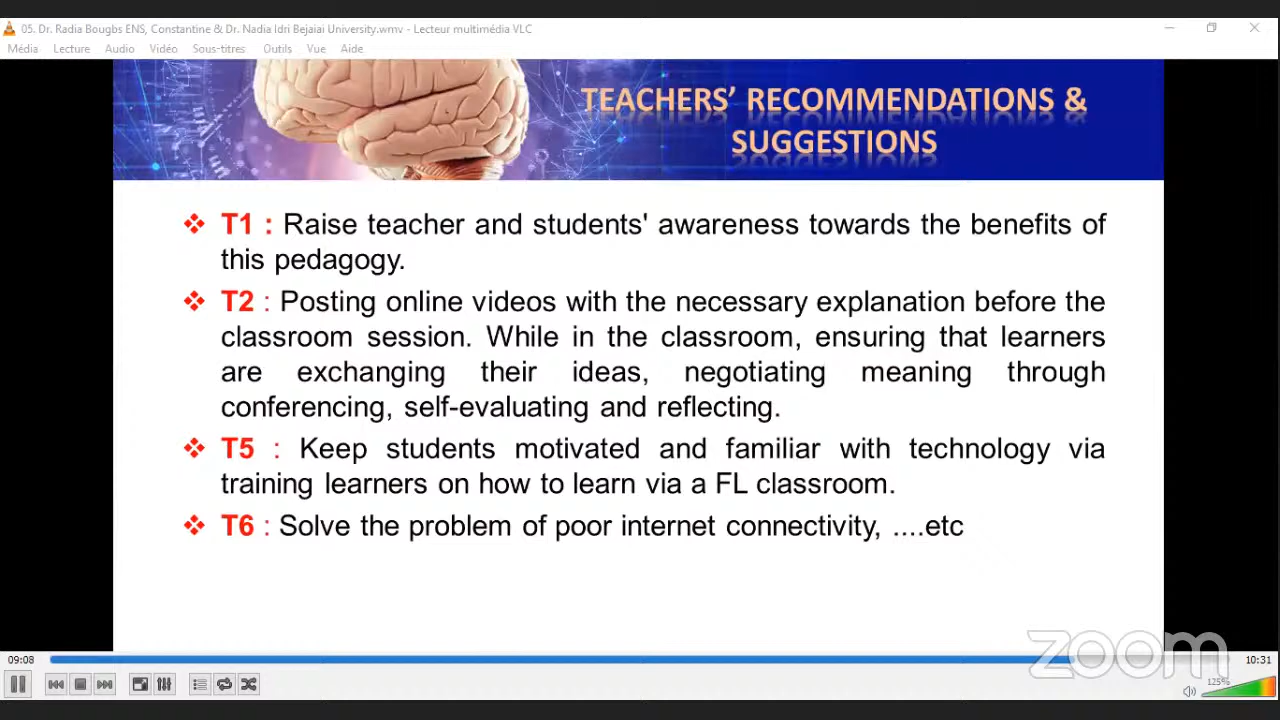 05. Dr. Radia Bougbs ENS, Constantine & Dr. Nadia Idri Bejaiai University.wmv - Lecteur multimédia VLC
Média Lecture Audio Vidéo Sous-titres Outils Vue Aide
TEACHERS’ RECOMMENDATIONS &
SUGGESTIONS
❖ T1 : Raise teacher and students' awareness towards the benefits of
this pedagogy.
❖ T2 : Posting online videos with the necessary explanation before the
classroom session. While in the classroom, ensuring that learners
are exchanging their ideas, negotiating meaning through
conferencing, self-evaluating and reflecting.
❖ T5 : Keep students motivated and familiar with technology via
training learners on how to learn via a FL classroom.
❖ T6 : Solve the problem of poor internet connectivity, ....etc
zoom
09:08
10:31
125%